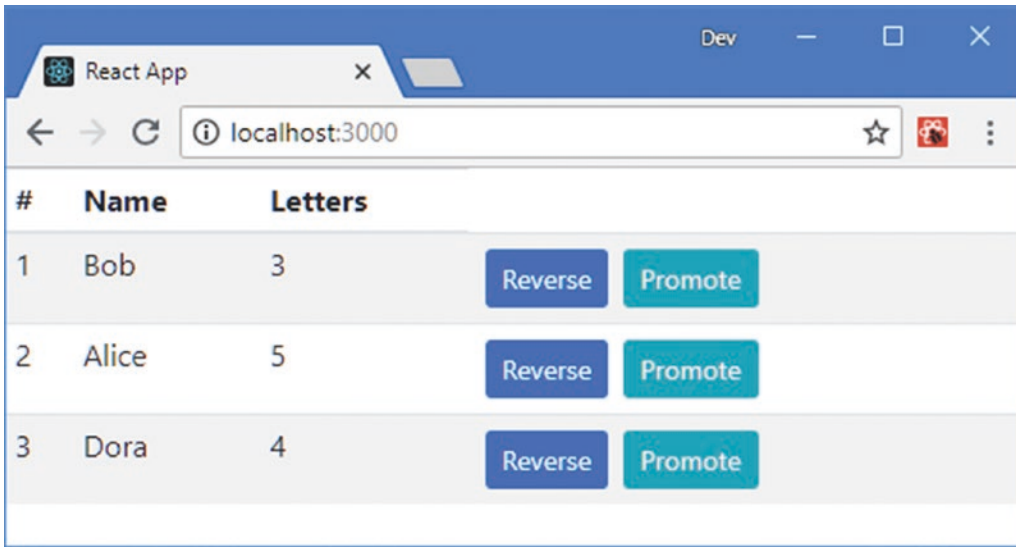 Dev
React App
localhost:3000
# Name Letters
1 Bob 3 Reverse Promote
2 Alice 5 Reverse Promote
3 Dora 4 Reverse Promote